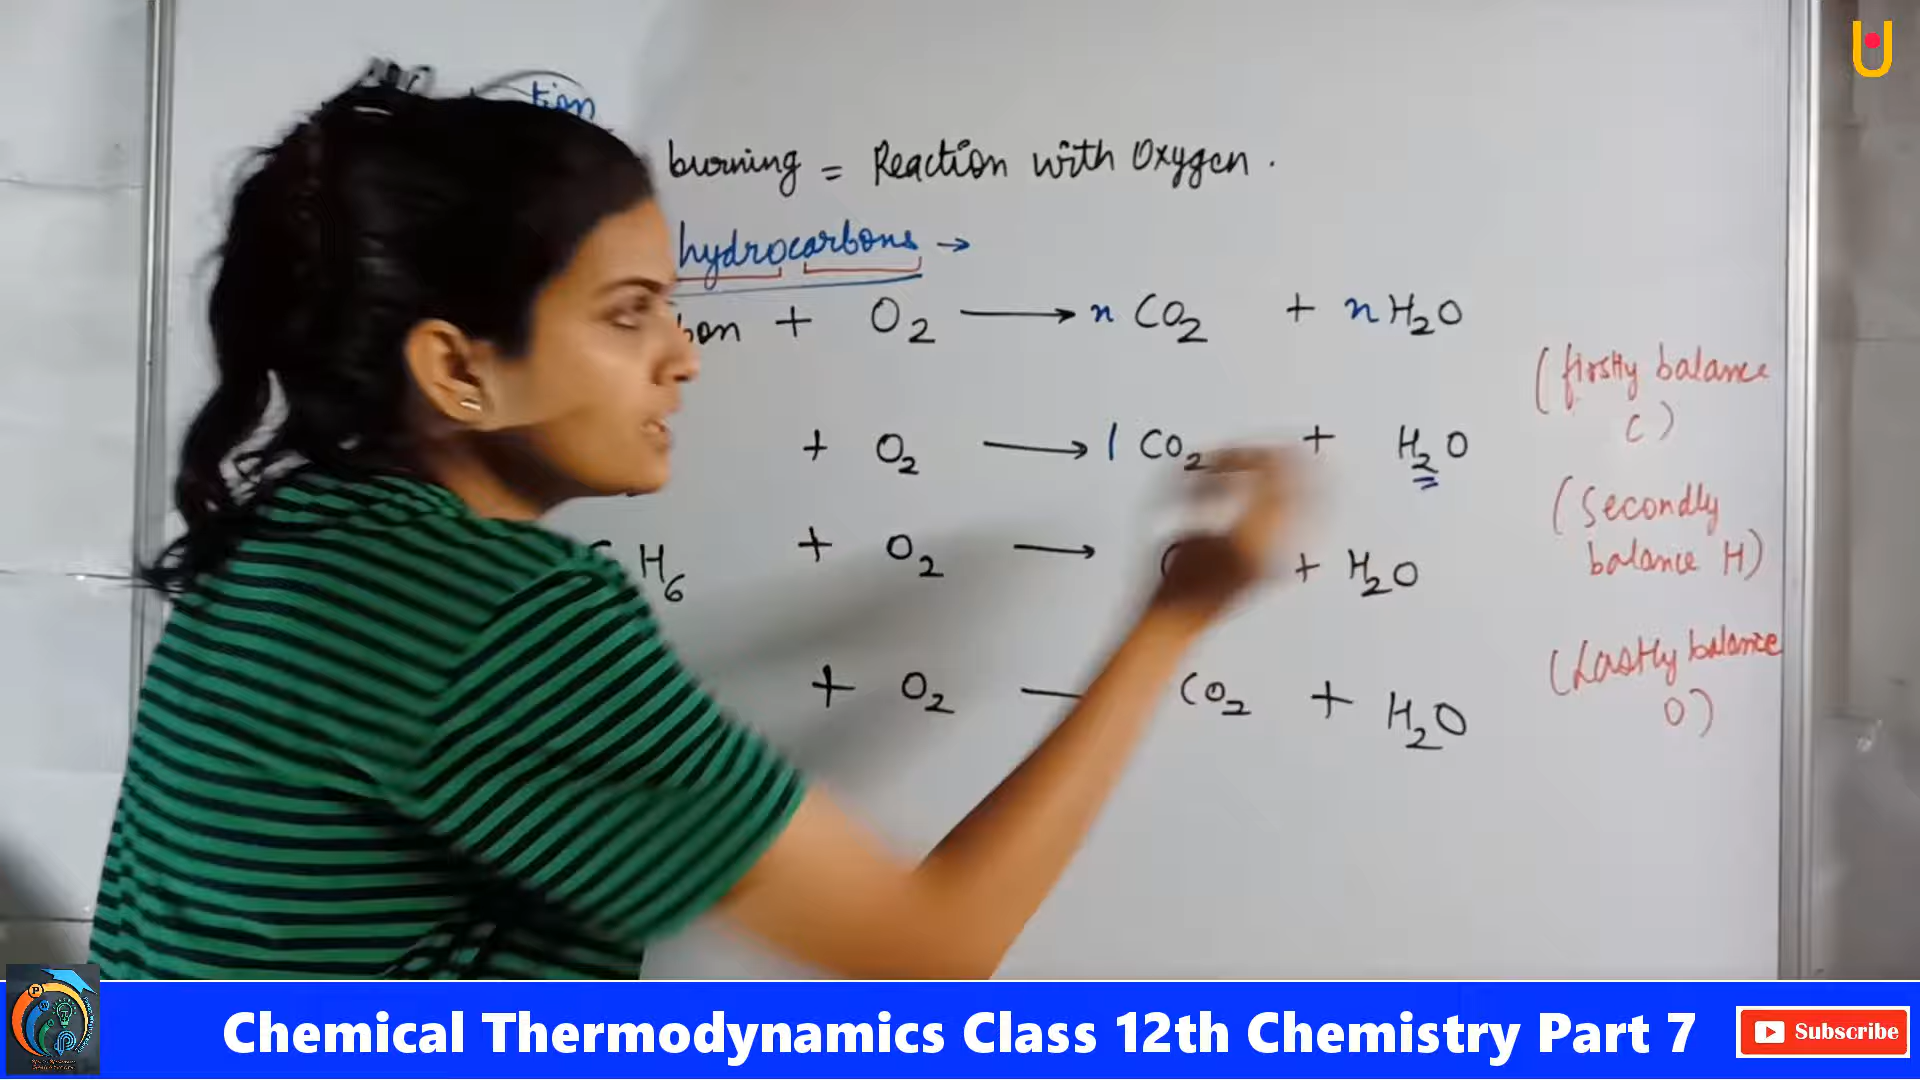 tion
burning = Reaction with Oxygen.
hydrocarbons →
bon + O2 → n CO2 + n H2O
(firstly balance
C)
+ O2 → 1 CO2 + H2O
(Secondly
balance H)
H6 + O2 → + H2O
(Lastly balance
O)
+ O2 CO2 + H2O
Chemical Thermodynamics Class 12th Chemistry Part 7
Subscribe